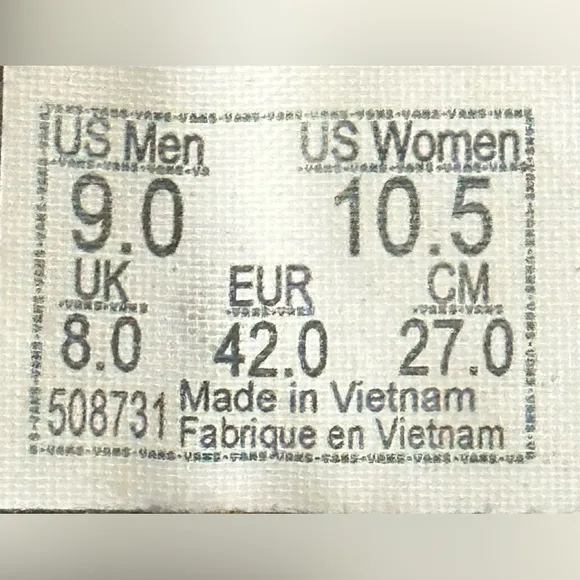 US Men US Women
9.0 10.5
UK EUR CM
8.0 42.0 27.0
508731 Made in Vietnam
Fabrique en Vietnam